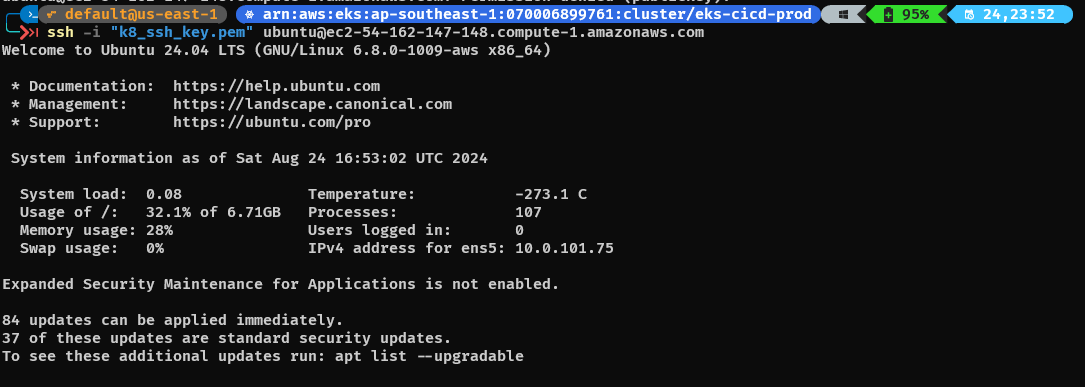 default@us-east-1 arn:aws:eks:ap-southeast-1:070006899761:cluster/eks-cicd-prod 95% 24,23:52
ssh -i "k8_ssh_key.pem" ubuntu@ec2-54-162-147-148.compute-1.amazonaws.com
Welcome to Ubuntu 24.04 LTS (GNU/Linux 6.8.0-1009-aws x86_64)
* Documentation: https://help.ubuntu.com
* Management: https://landscape.canonical.com
* Support: https://ubuntu.com/pro
System information as of Sat Aug 24 16:53:02 UTC 2024
System load: 0.08 Temperature: -273.1 C
Usage of /: 32.1% of 6.71GB Processes: 107
Memory usage: 28% Users logged in: 0
Swap usage: 0% IPv4 address for ens5: 10.0.101.75
Expanded Security Maintenance for Applications is not enabled.
84 updates can be applied immediately.
37 of these updates are standard security updates.
To see these additional updates run: apt list --upgradable